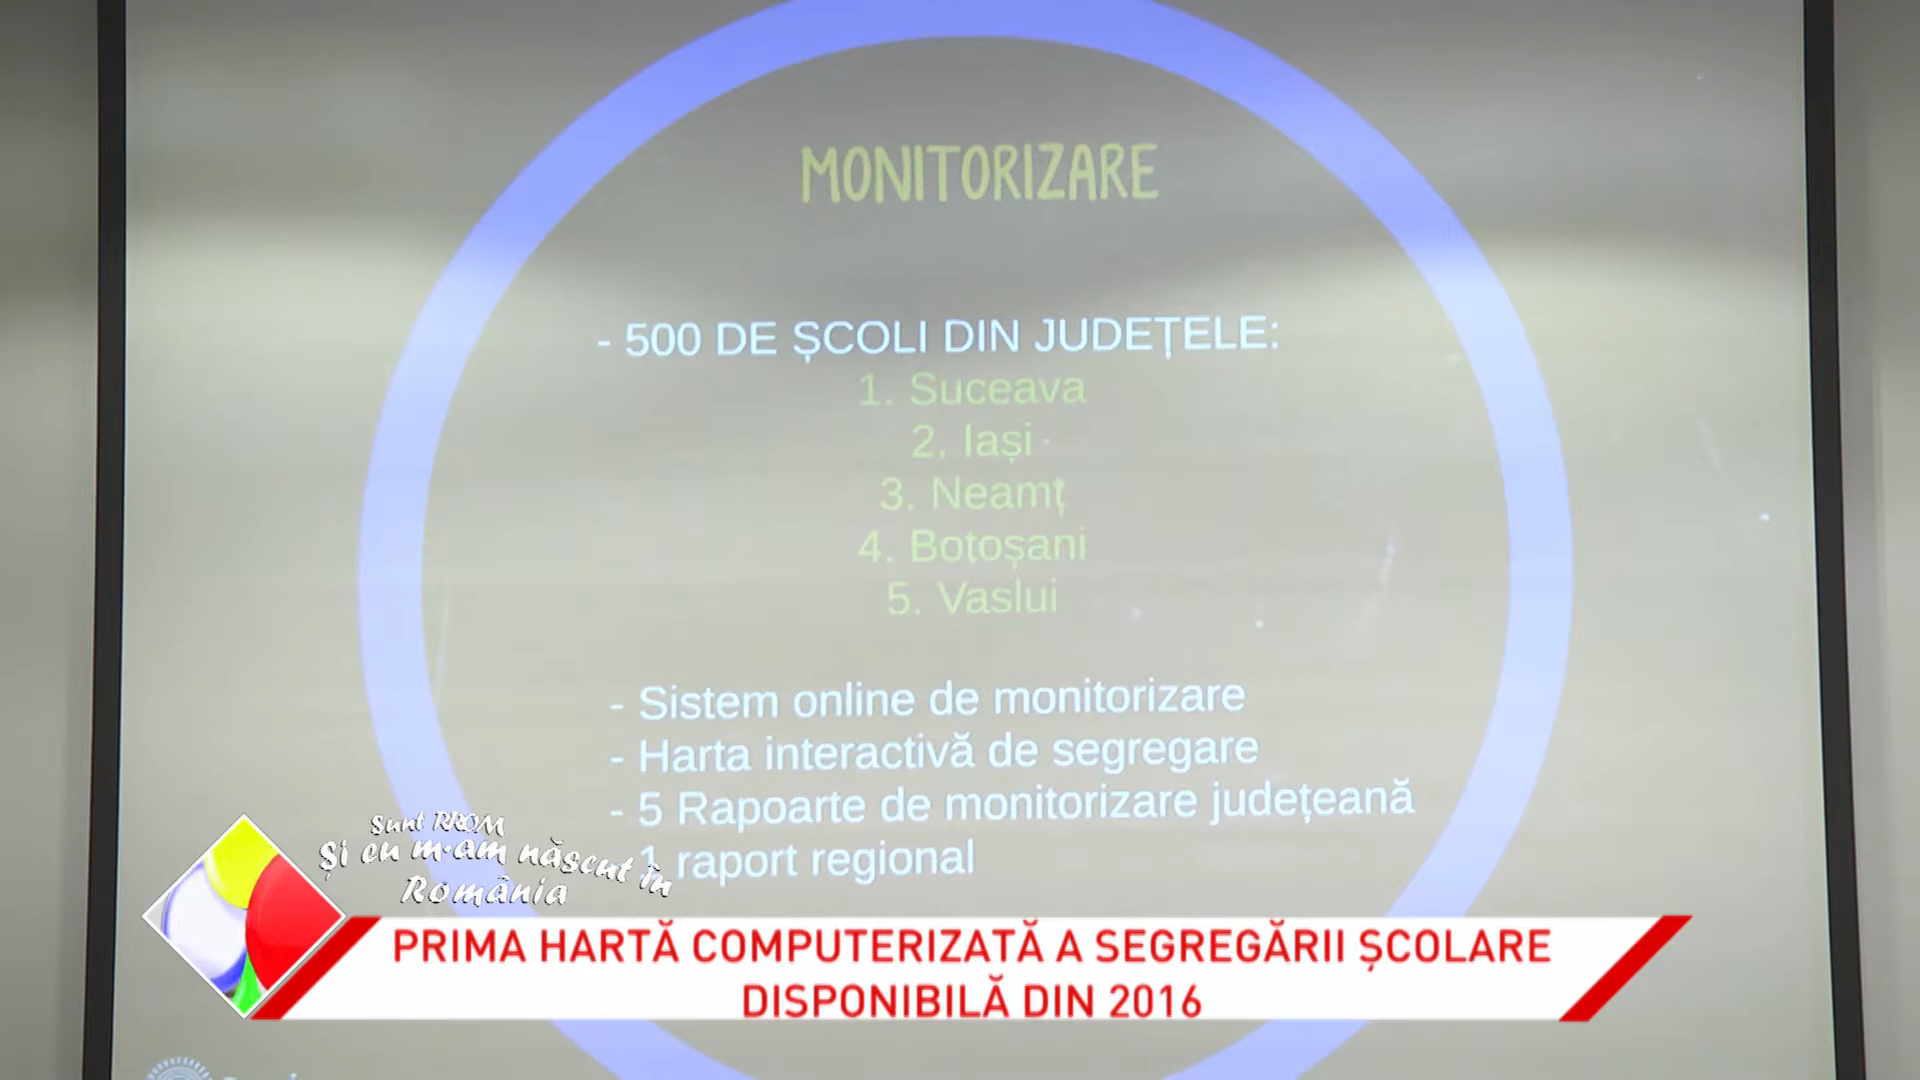 MONITORIZARE
- 500 DE ȘCOLI DIN JUDEȚELE:
1. Suceava
2. Iași
3. Neamț
4. Botoșani
5. Vaslui
- Sistem online de monitorizare
- Harta interactivă de segregare
- 5 Rapoarte de monitorizare județeană
- 1 raport regional
Sunt RROM
Și eu m-am născut în
România
PRIMA HARTĂ COMPUTERIZATĂ A SEGREGĂRII ȘCOLARE
DISPONIBILĂ DIN 2016